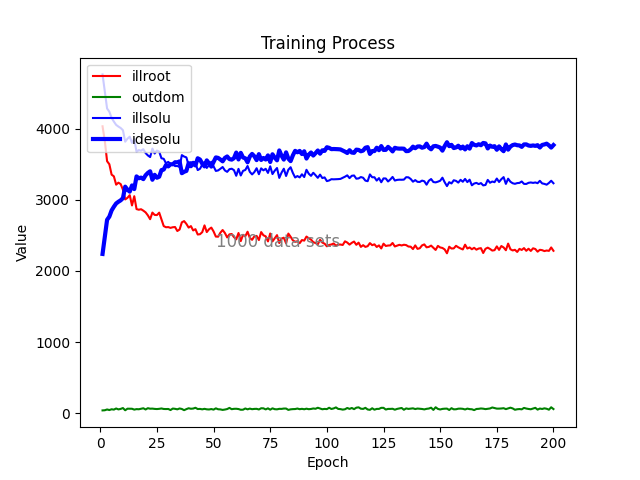 Training Process
illroot
outdom
illsolu
idesolu
4000
3000
2000
1000
0
Value
1000 data sets
0 25 50 75 100 125 150 175 200
Epoch